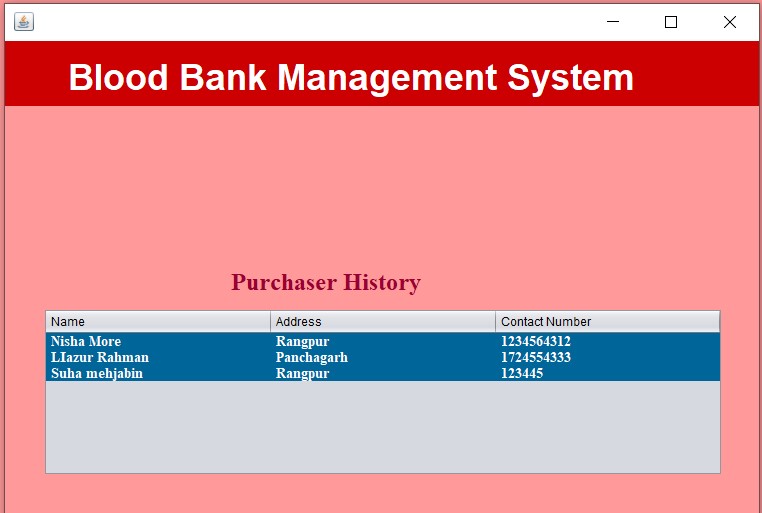 Blood Bank Management System
Purchaser History
Name Address Contact Number
Nisha More Rangpur 1234564312
LIazur Rahman Panchagarh 1724554333
Suha mehjabin Rangpur 123445